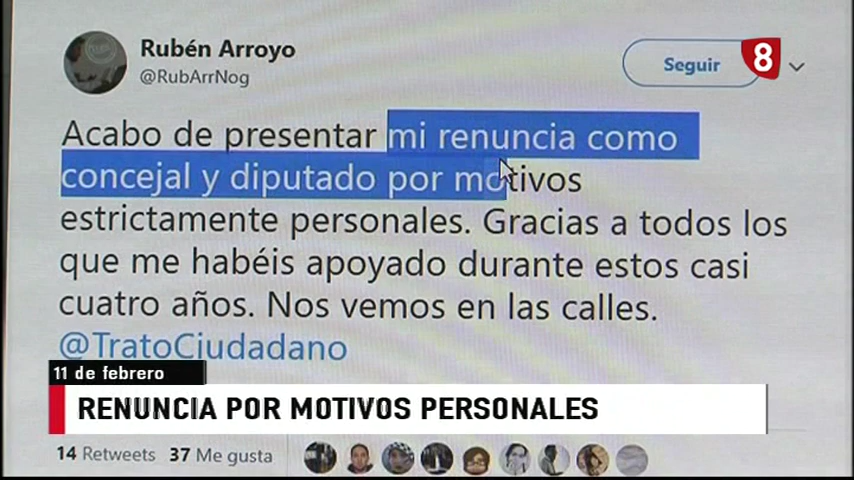 Rubén Arroyo
@RubArrNog
Seguir
8
Acabo de presentar mi renuncia como
concejal y diputado por motivos
estrictamente personales. Gracias a todos los
que me habéis apoyado durante estos casi
cuatro años. Nos vemos en las calles.
@TratoCiudadano
11 de febrero
RENUNCIA POR MOTIVOS PERSONALES
14 Retweets 37 Me gusta